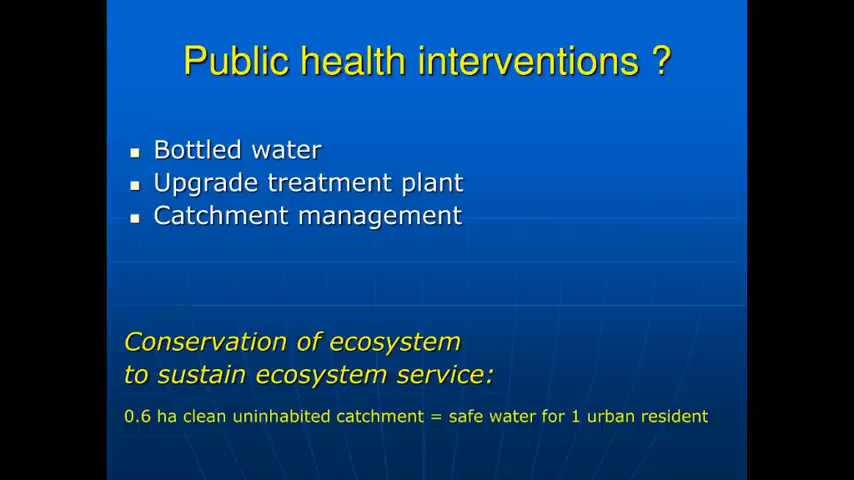 Public health interventions ?
Bottled water
Upgrade treatment plant
Catchment management
Conservation of ecosystem
to sustain ecosystem service:
0.6 ha clean uninhabited catchment = safe water for 1 urban resident